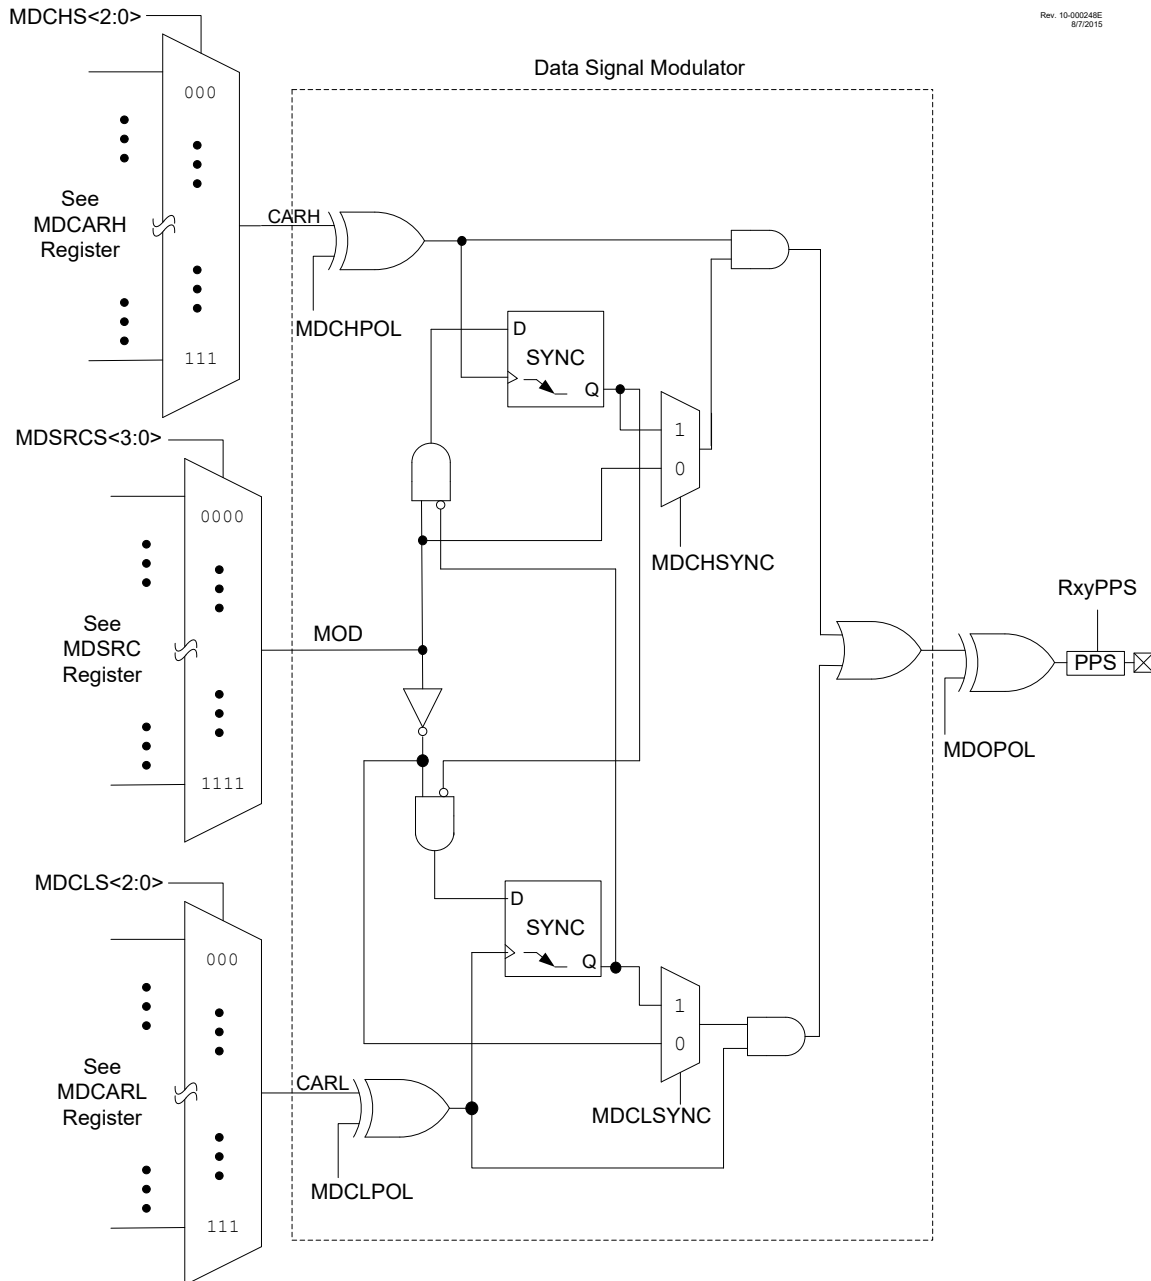 MDCHS<2:0>
Rev. 10-000248E
8/7/2015
Data Signal Modulator
000
See
MDCARH
Register
CARH
MDCHPOL
111
D
SYNC
Q
1
0
MDCHSYNC
MDSRCS<3:0>
0000
See
MDSRC
Register
MOD
1111
RxyPPS
PPS
MDOPOL
MDCLS<2:0>
000
D
SYNC
Q
1
0
See
MDCARL
Register
CARL
MDCLSYNC
MDCLPOL
111